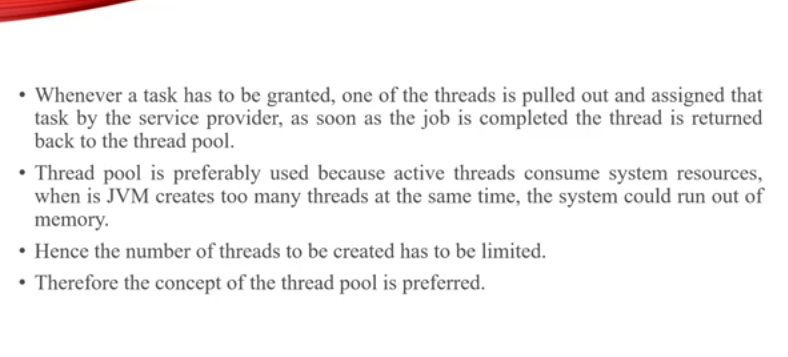 • Whenever a task has to be granted, one of the threads is pulled out and assigned that
task by the service provider, as soon as the job is completed the thread is returned
back to the thread pool.
• Thread pool is preferably used because active threads consume system resources,
when is JVM creates too many threads at the same time, the system could run out of
memory.
• Hence the number of threads to be created has to be limited.
• Therefore the concept of the thread pool is preferred.